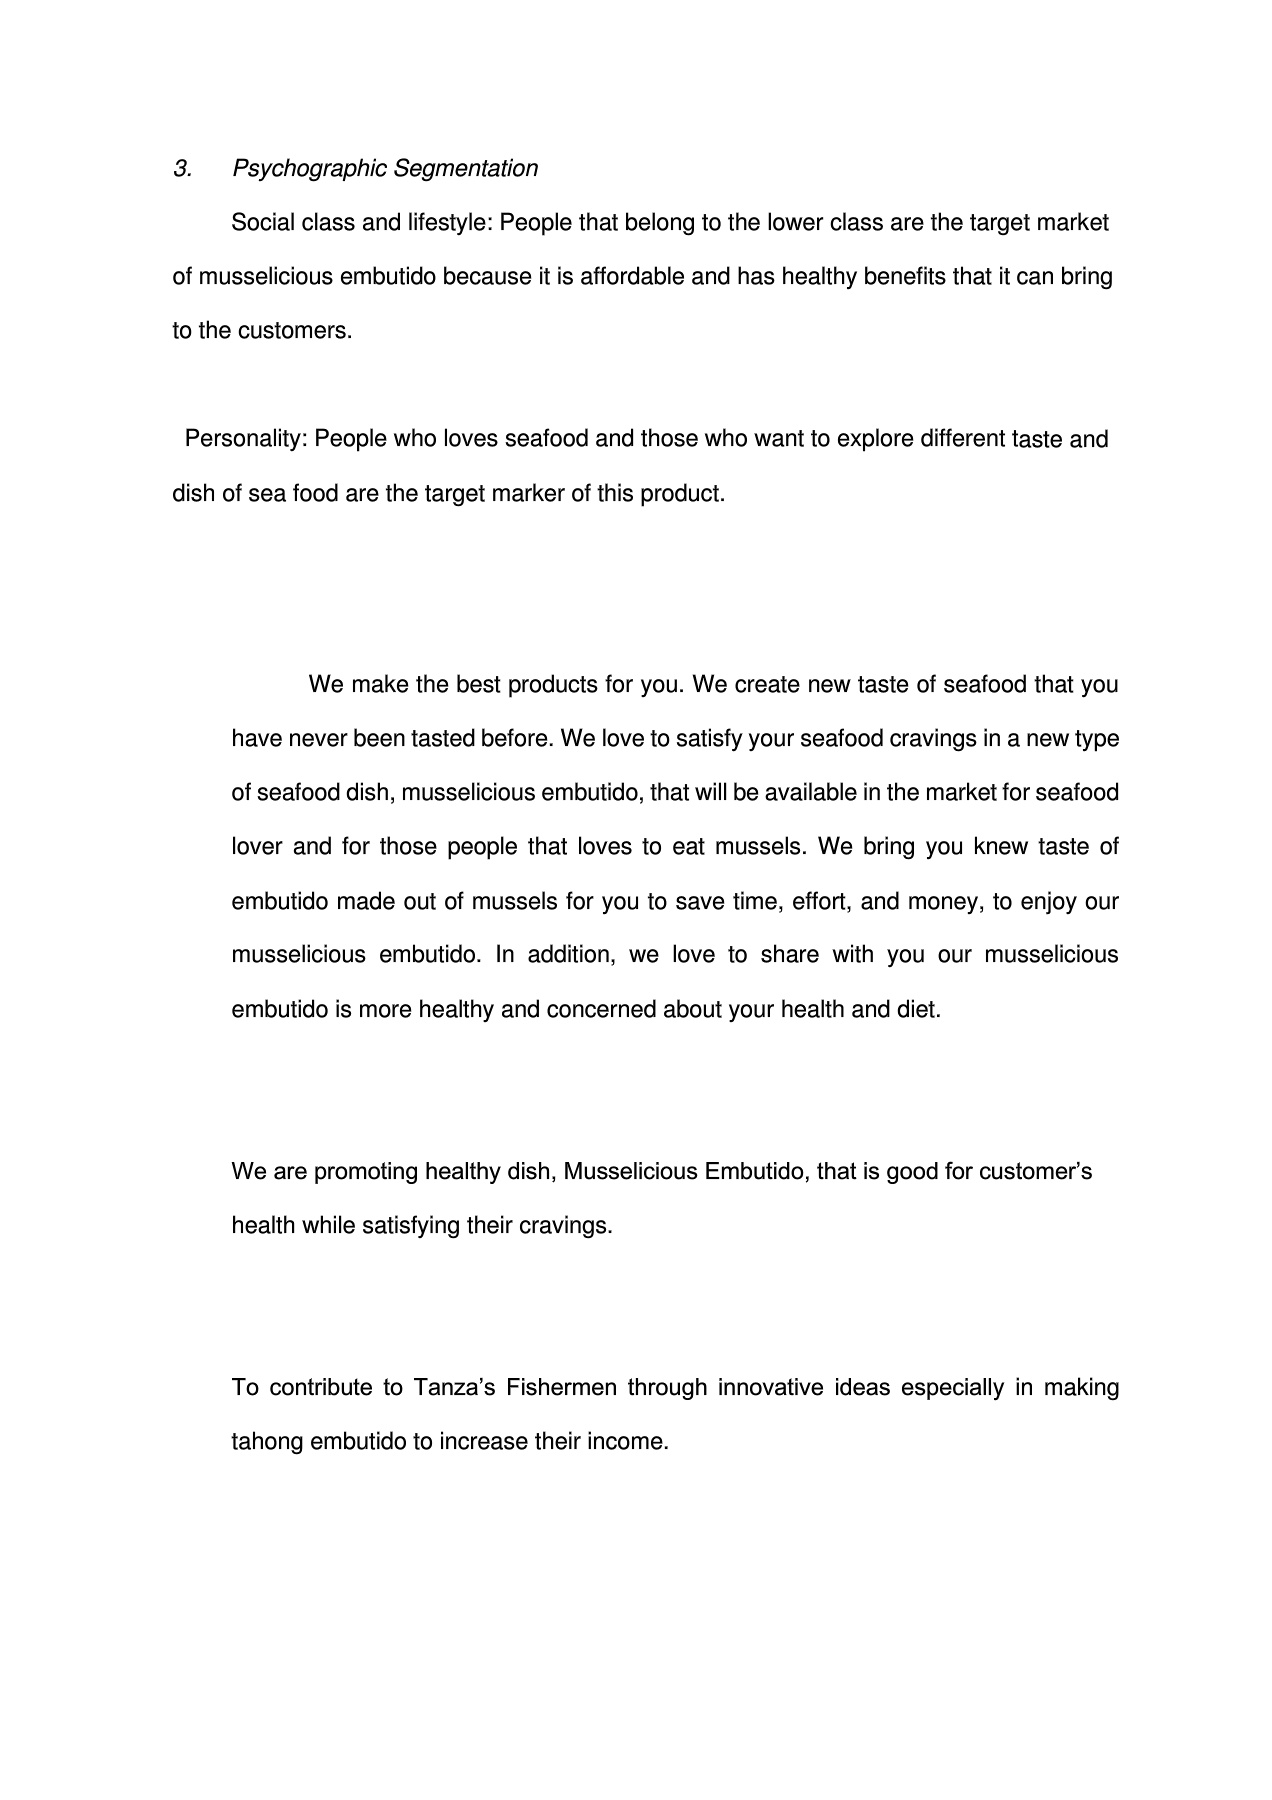 3. Psychographic Segmentation
Social class and lifestyle: People that belong to the lower class are the target market
of musselicious embutido because it is affordable and has healthy benefits that it can bring
to the customers.
Personality: People who loves seafood and those who want to explore different taste and
dish of sea food are the target marker of this product.
We make the best products for you. We create new taste of seafood that you
have never been tasted before. We love to satisfy your seafood cravings in a new type
of seafood dish, musselicious embutido, that will be available in the market for seafood
lover and for those people that loves to eat mussels. We bring you knew taste of
embutido made out of mussels for you to save time, effort, and money, to enjoy our
musselicious embutido. In addition, we love to share with you our musselicious
embutido is more healthy and concerned about your health and diet.
We are promoting healthy dish, Musselicious Embutido, that is good for customer’s
health while satisfying their cravings.
To contribute to Tanza’s Fishermen through innovative ideas especially in making
tahong embutido to increase their income.